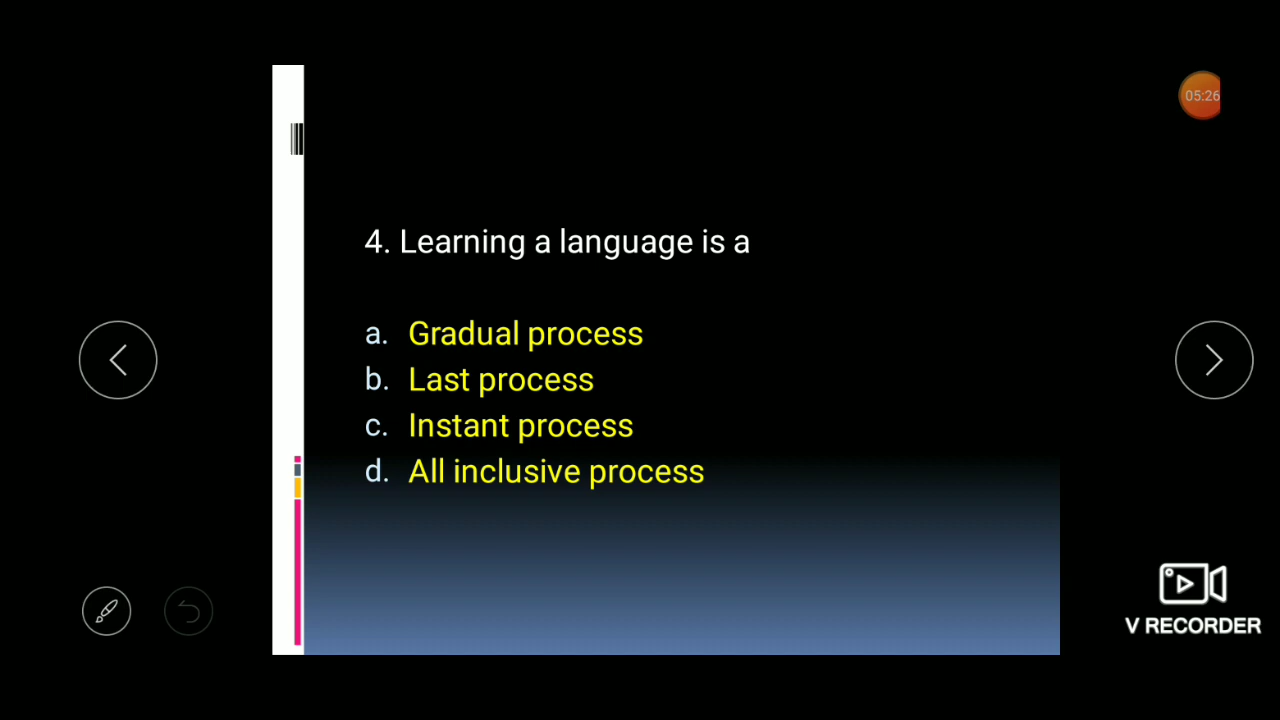 05:26
4. Learning a language is a
a. Gradual process
b. Last process
c. Instant process
d. All inclusive process
V RECORDER